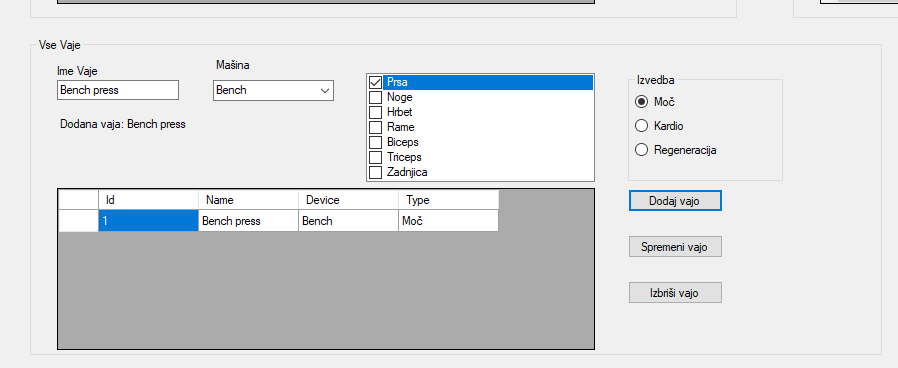 Vse Vaje
Ime Vaje
Mašina
Bench press
Bench
Dodana vaja: Bench press
Prsa
Noge
Hrbet
Rame
Biceps
Triceps
Zadnjica
Izvedba
Moč
Kardio
Regeneracija
Id Name Device Type
1 Bench press Bench Moč
Dodaj vajo
Spremeni vajo
Izbriši vajo